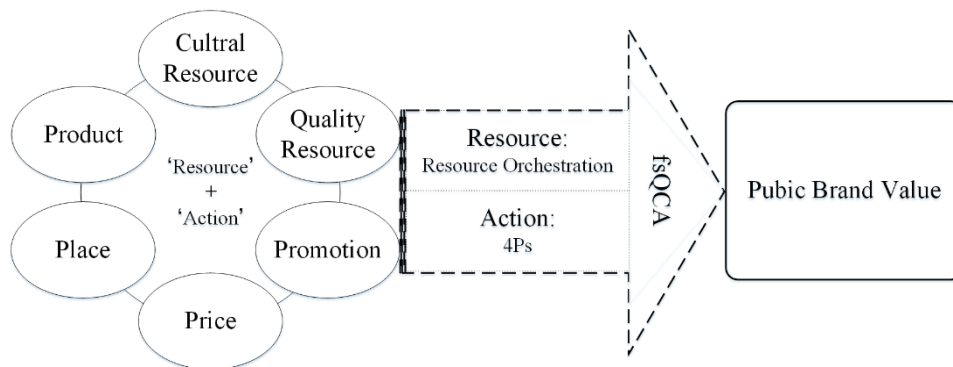 Cultral
Resource
Product
Quality
Resource
‘Resource’
+
‘Action’
Place
Promotion
Price
Resource:
Resource Orchestration
Action:
4Ps
fsQCA
Pubic Brand Value